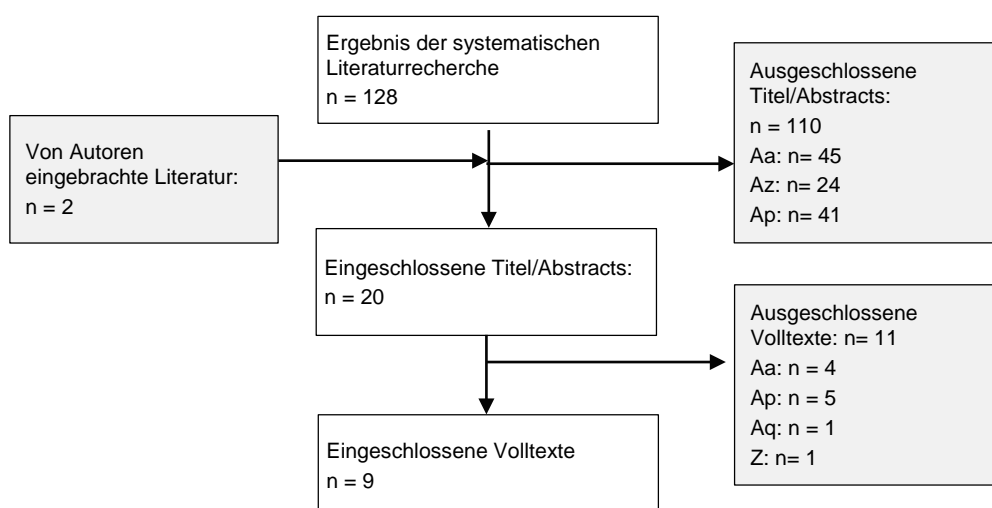 Ergebnis der systematischen
Literaturrecherche
n = 128
Ausgeschlossene
Titel/Abstracts:
n = 110
Aa: n= 45
Az: n= 24
Ap: n= 41
Von Autoren
eingebrachte Literatur:
n = 2
Eingeschlossene Titel/Abstracts:
n = 20
Ausgeschlossene
Volltexte: n= 11
Aa: n = 4
Ap: n = 5
Aq: n = 1
Z: n= 1
Eingeschlossene Volltexte
n = 9